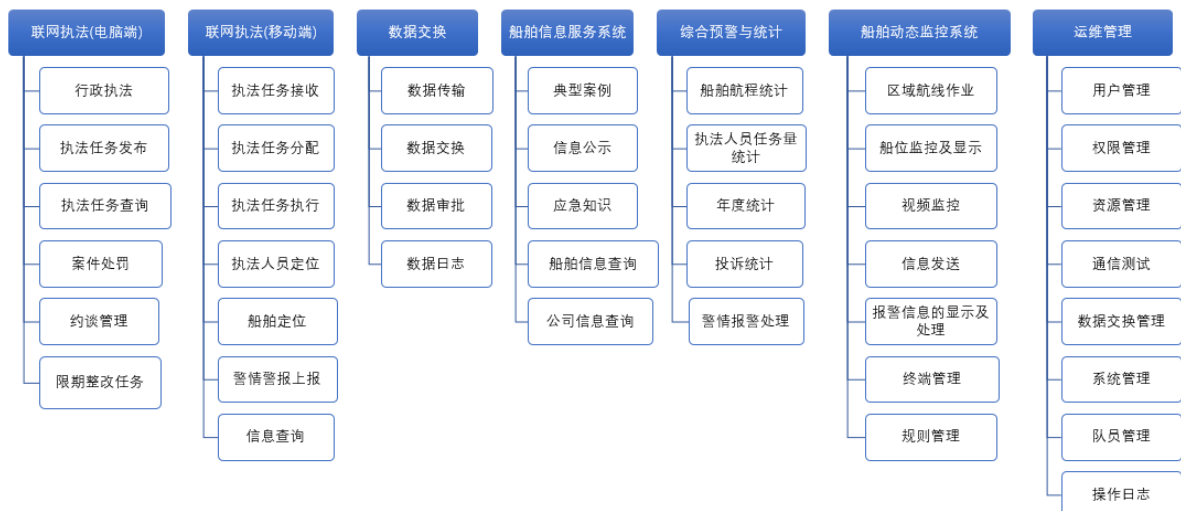 联网执法(电脑端)
行政执法
执法任务发布
执法任务查询
案件处罚
约谈管理
限期整改任务
联网执法(移动端)
执法任务接收
执法任务分配
执法任务执行
执法人员定位
船舶定位
警情警报上报
信息查询
数据交换
数据传输
数据交换
数据审批
数据日志
船舶信息服务系统
典型案例
信息公示
应急知识
船舶信息查询
公司信息查询
综合预警与统计
船舶航程统计
执法人员任务量
统计
年度统计
投诉统计
警情报警处理
船舶动态监控系统
区域航线作业
船位监控及显示
视频监控
信息发送
报警信息的显示及
处理
终端管理
规则管理
运维管理
用户管理
权限管理
资源管理
通信测试
数据交换管理
系统管理
队员管理
操作日志